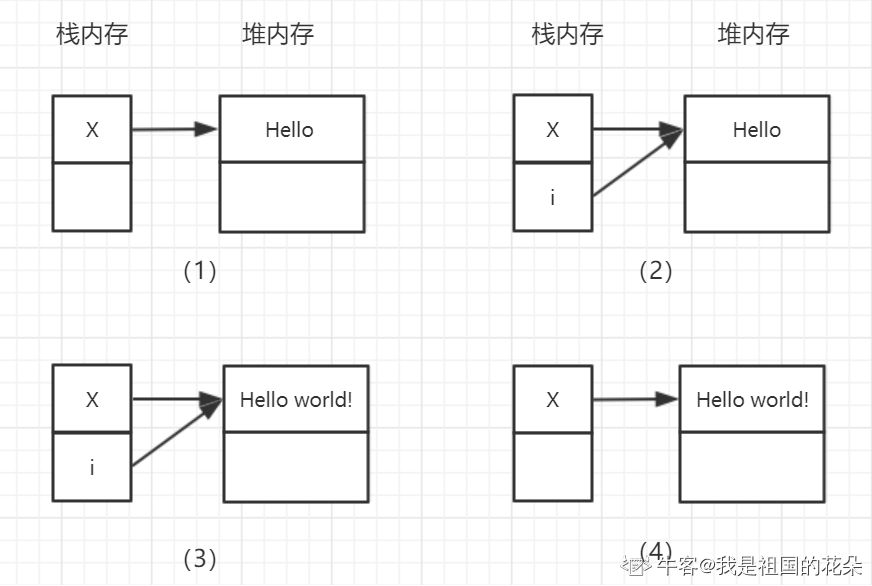 栈内存 堆内存 栈内存 堆内存
X Hello X Hello
i
(1) (2)
X Hello world! X Hello world!
i
(3)
(4)
牛客@我是祖国的花朵